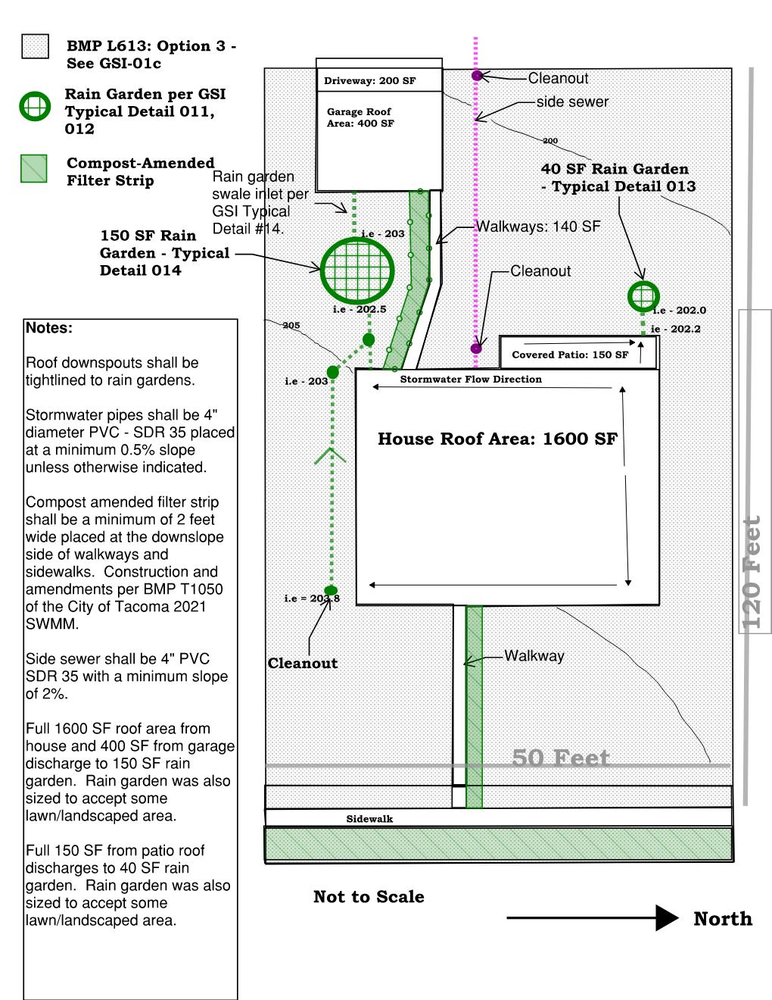 BMP L613: Option 3 -
See GSI-01c
Rain Garden per GSI
Typical Detail 011,
012
Compost-Amended
Filter Strip
Rain garden
swale inlet per
GSI Typical
Detail #14.
150 SF Rain
Garden - Typical
Detail 014
Driveway: 200 SF
Garage Roof
Area: 400 SF
Cleanout
side sewer
200
40 SF Rain Garden
- Typical Detail 013
Walkways: 140 SF
i.e - 203
Cleanout
i.e - 202.5
i.e - 202.0
ie - 202.2
205
Covered Patio: 150 SF
i.e - 203
Stormwater Flow Direction
House Roof Area: 1600 SF
i.e = 203.8
Cleanout
Walkway
50 Feet
120 Feet
Sidewalk
Not to Scale
North
Notes:
Roof downspouts shall be
tightlined to rain gardens.
Stormwater pipes shall be 4"
diameter PVC - SDR 35 placed
at a minimum 0.5% slope
unless otherwise indicated.
Compost amended filter strip
shall be a minimum of 2 feet
wide placed at the downslope
side of walkways and
sidewalks.  Construction and
amendments per BMP T1050
of the City of Tacoma 2021
SWMM.
Side sewer shall be 4" PVC
SDR 35 with a minimum slope
of 2%.
Full 1600 SF roof area from
house and 400 SF from garage
discharge to 150 SF rain
garden.  Rain garden was also
sized to accept some
lawn/landscaped area.
Full 150 SF from patio roof
discharges to 40 SF rain
garden.  Rain garden was also
sized to accept some
lawn/landscaped area.